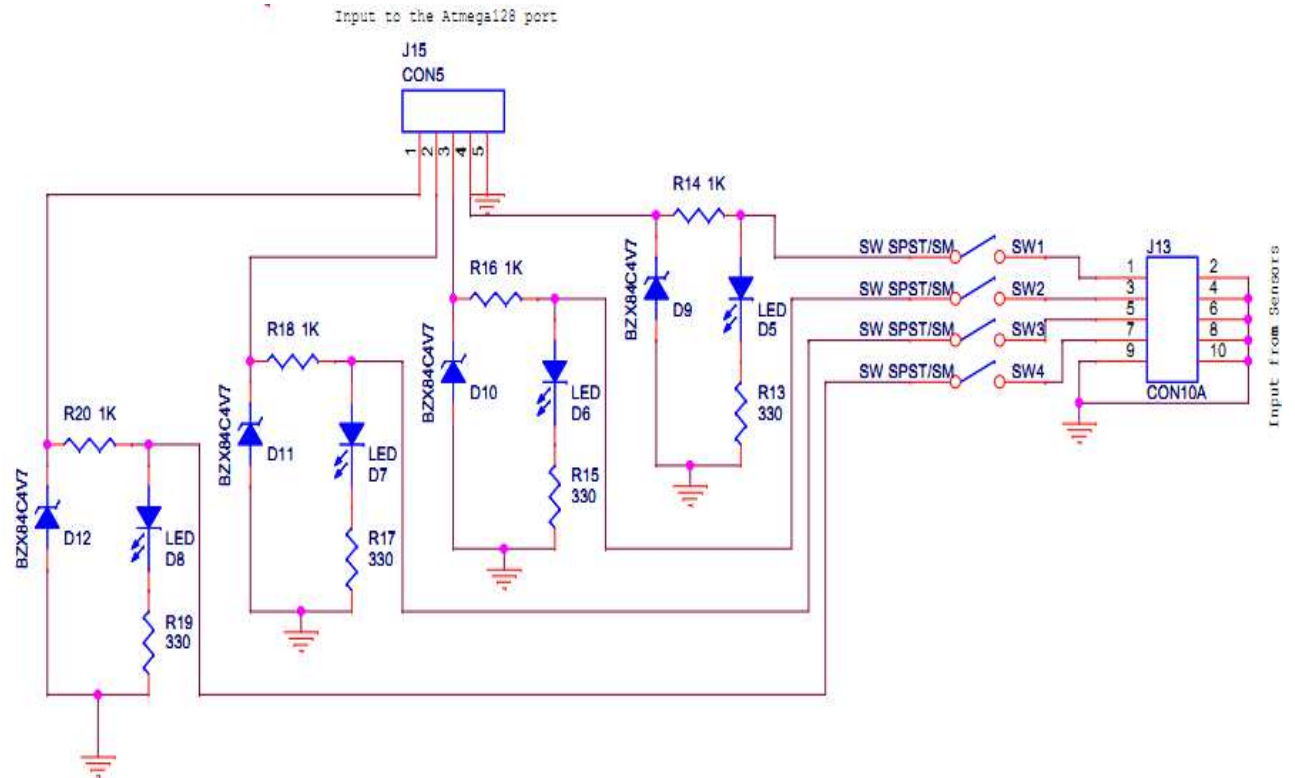 Input to the Atmega128 port
J15
CON5
1
2
3
4
5
R14 1K
BZX84C4V7
D9
LED
D5
R13
330
R16 1K
BZX84C4V7
D10
LED
D6
R15
330
R18 1K
BZX84C4V7
D11
LED
D7
R17
330
R20 1K
BZX84C4V7
D12
LED
D8
R19
330
SW SPST/SM SW1
SW SPST/SM SW2
SW SPST/SM SW3
SW SPST/SM SW4
J13
1 2
3 4
5 6
7 8
9 10
CON10A
Input from Sensors